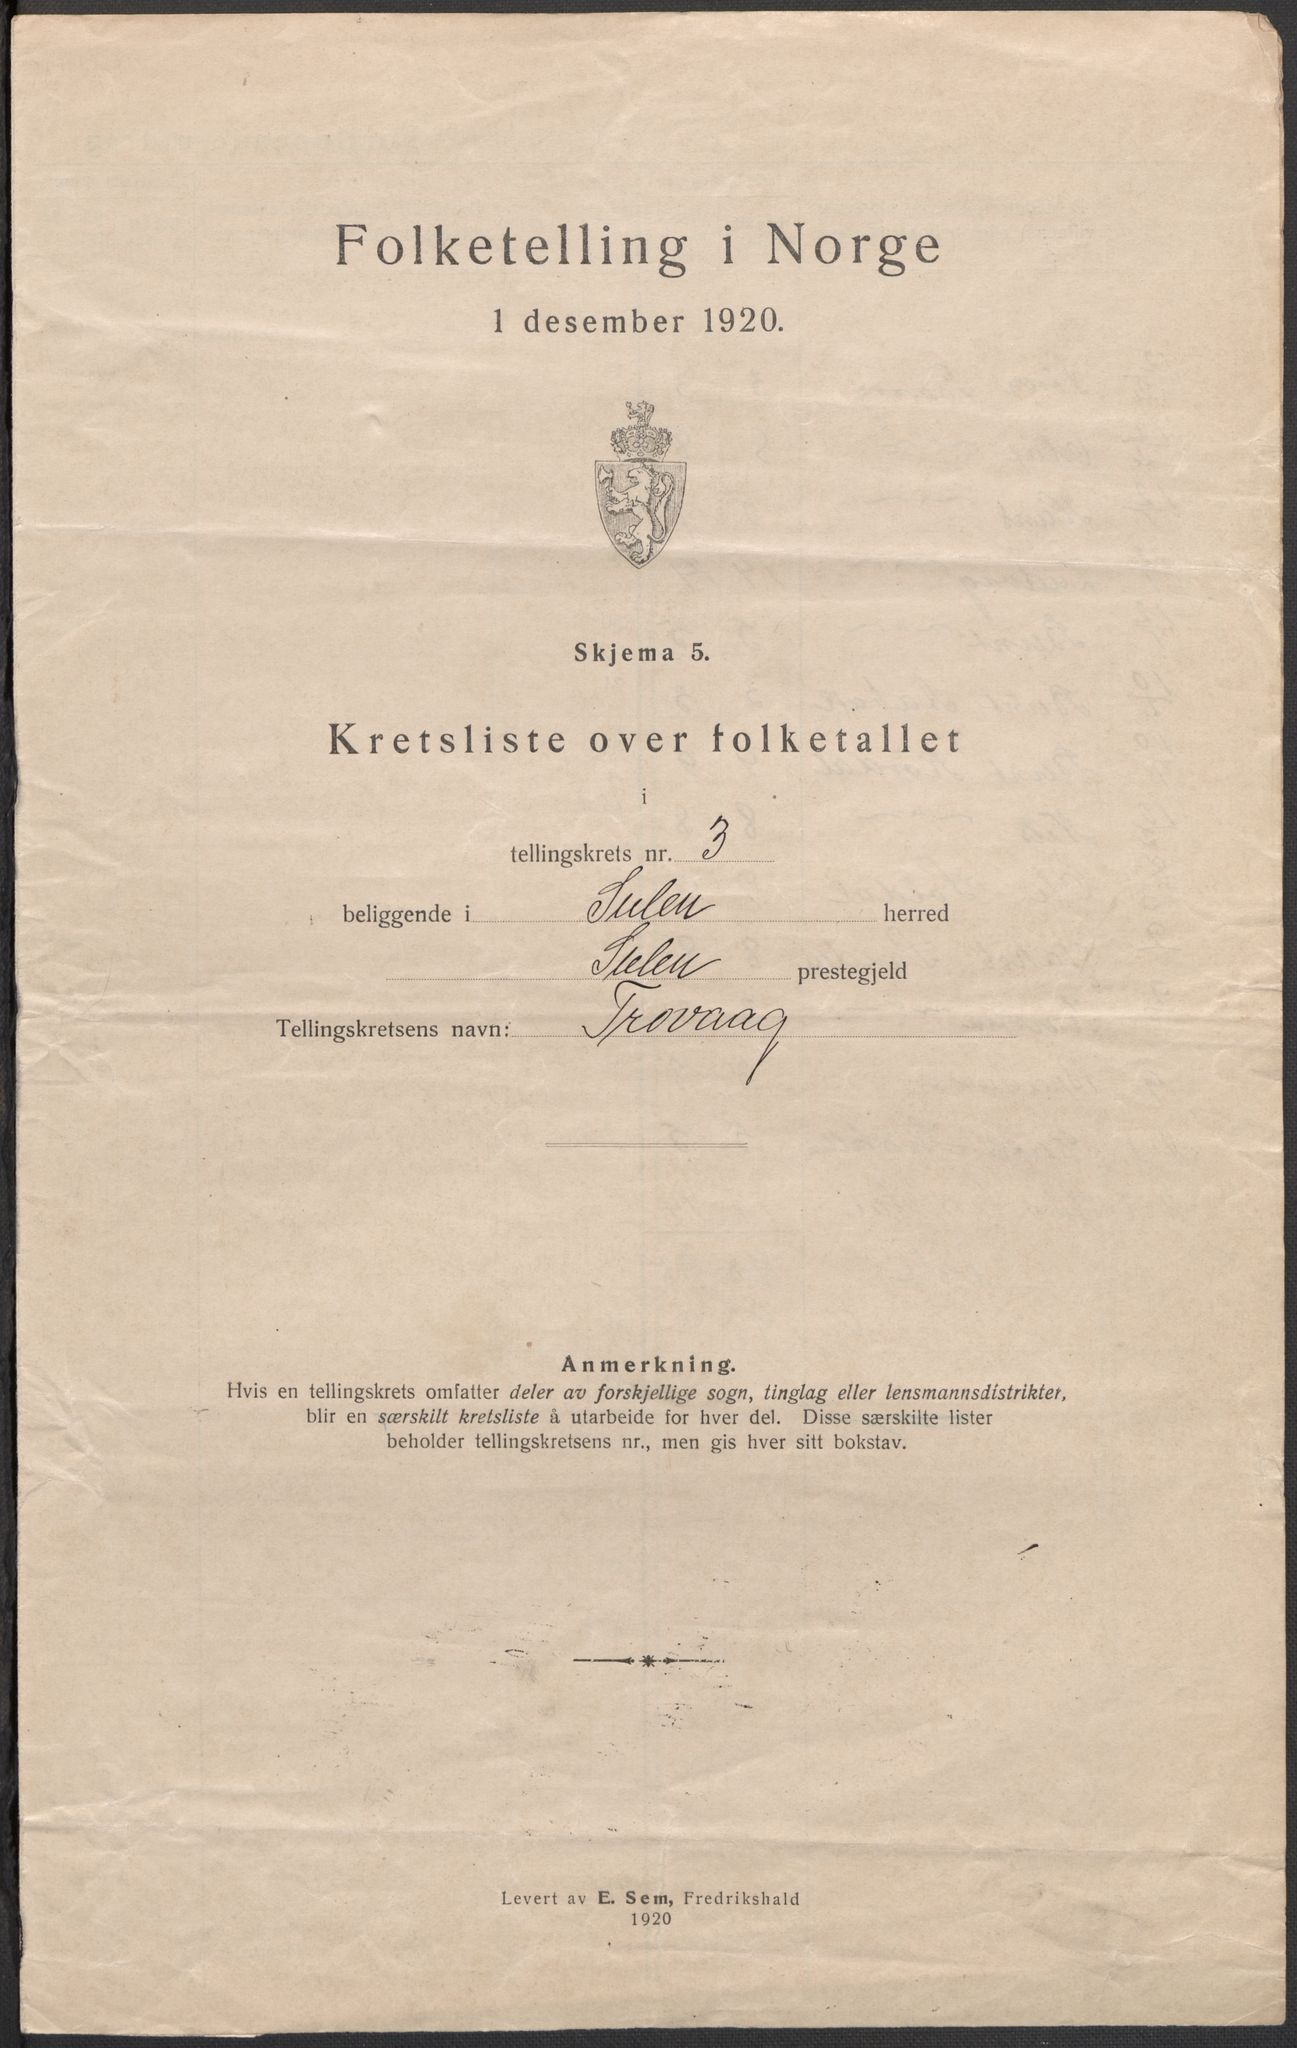 Folketelling i Norge
1 desember 1920.
Skjema 5.
Kretsliste over folketallet
i
tellingskrets nr. 3
beliggende i Sulen herred
Sulen prestegjeld
Tellingskretsens navn: Trovaag
Anmerkning.
Hvis en tellingskrets omfatter deler av forskjellige sogn, tinglag eller lensmannsdistrikter,
blir en særskilt kretsliste å utarbeide for hver del. Disse særskilte lister
beholder tellingskretsens nr., men gis hver sitt bokstav.
Levert av E. Sem, Fredrikshald
1920